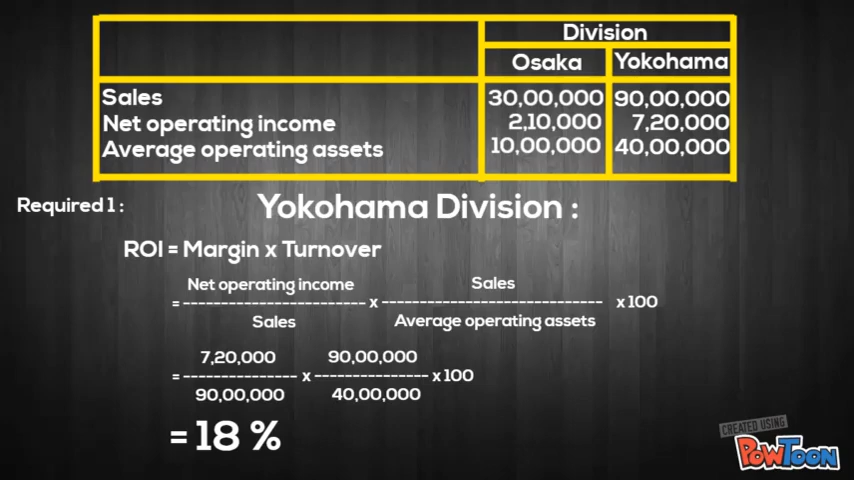 Division
Osaka Yokohama
Sales 30,00,000 90,00,000
Net operating income 2,10,000 7,20,000
Average operating assets 10,00,000 40,00,000
Required 1 :
Yokohama Division :
ROI = Margin x Turnover
Net operating income Sales
= ------------------------ x ----------------------------- x 100
Sales Average operating assets
7,20,000 90,00,000
= --------------- x --------------- x 100
90,00,000 40,00,000
= 18 %
CREATED USING
POWTOON